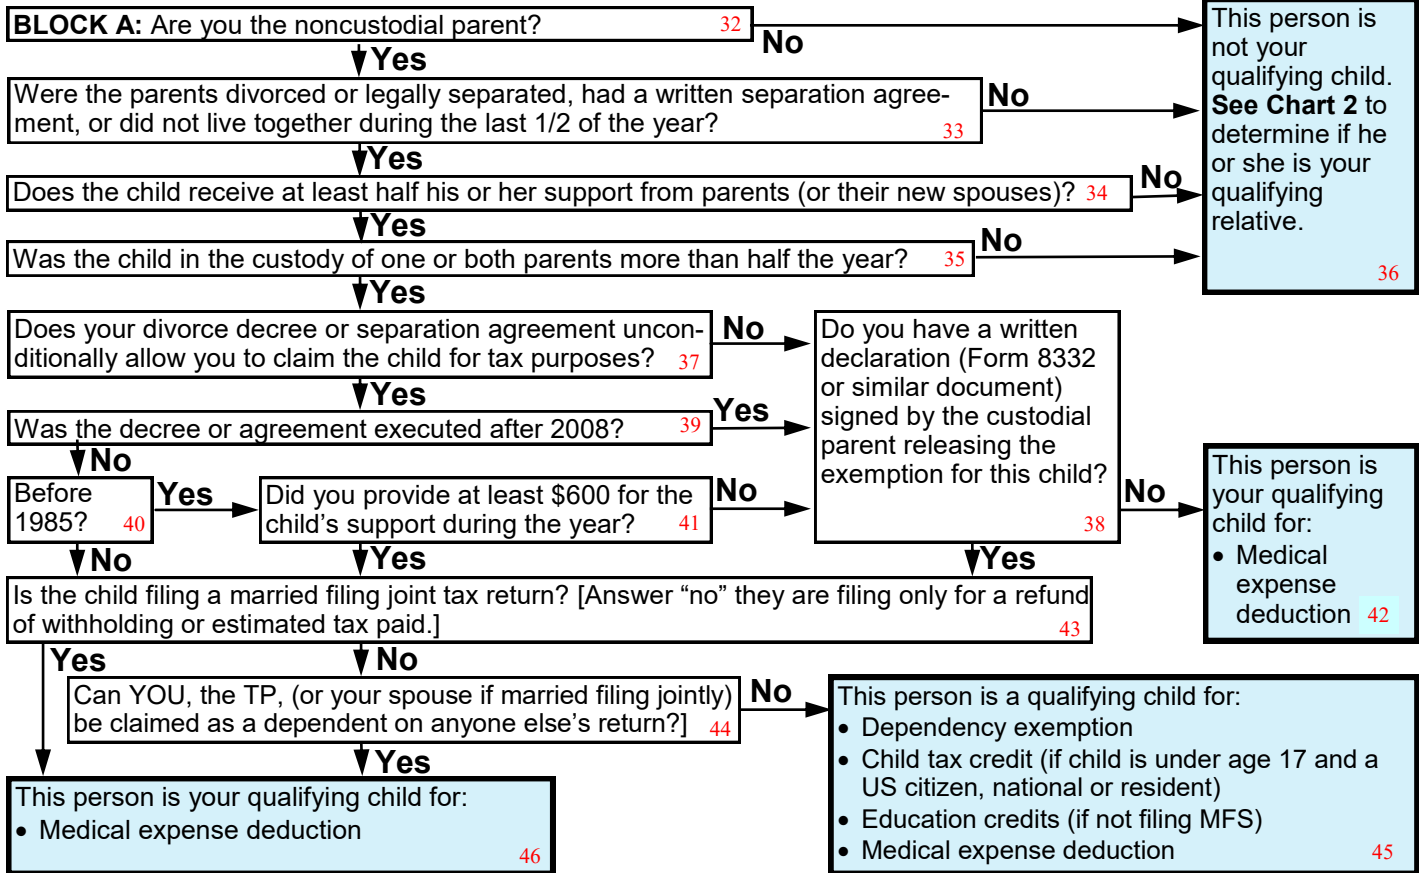 BLOCK A: Are you the noncustodial parent? 32
No
Yes
This person is
not your
qualifying child.
See Chart 2 to
determine if he
or she is your
qualifying
relative.
36
Were the parents divorced or legally separated, had a written separation agree-
ment, or did not live together during the last 1/2 of the year?
33
No
Yes
Does the child receive at least half his or her support from parents (or their new spouses)? 34
No
Yes
Was the child in the custody of one or both parents more than half the year? 35
No
Yes
Does your divorce decree or separation agreement uncon-
ditionally allow you to claim the child for tax purposes? 37
No
Yes
Do you have a written
declaration (Form 8332
or similar document)
signed by the custodial
parent releasing the
exemption for this child?
38
No
Yes
Was the decree or agreement executed after 2008? 39
Yes
No
Before
1985? 40
Yes
No
Did you provide at least $600 for the
child's support during the year? 41
No
Yes
This person is
your qualifying
child for:
• Medical
expense
deduction 42
Is the child filing a married filing joint tax return? [Answer “no” they are filing only for a refund
of withholding or estimated tax paid.]
43
Yes
No
Can YOU, the TP, (or your spouse if married filing jointly)
be claimed as a dependent on anyone else's return?] 44
No
Yes
This person is a qualifying child for:
• Dependency exemption
• Child tax credit (if child is under age 17 and a
US citizen, national or resident)
• Education credits (if not filing MFS)
• Medical expense deduction 45
This person is your qualifying child for:
• Medical expense deduction
46